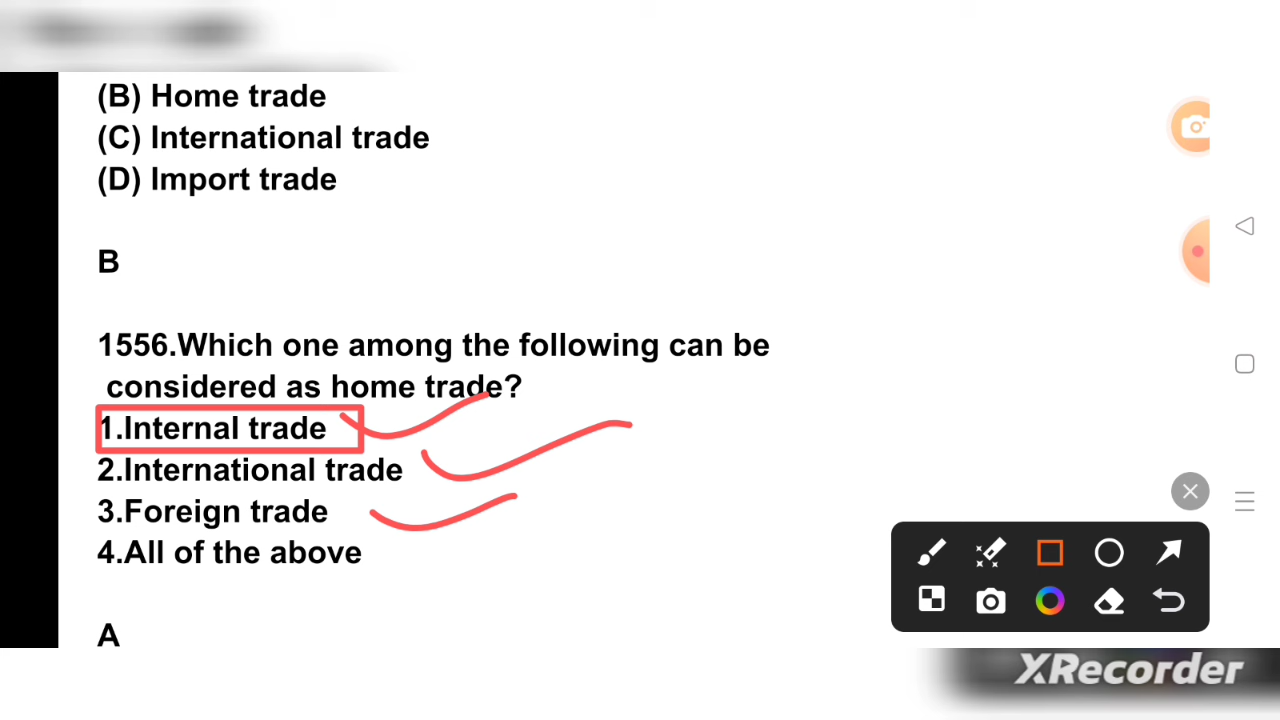 (B) Home trade
(C) International trade
(D) Import trade
B
1556.Which one among the following can be
considered as home trade?
1.Internal trade
2.International trade
3.Foreign trade
4.All of the above
A
XRecorder